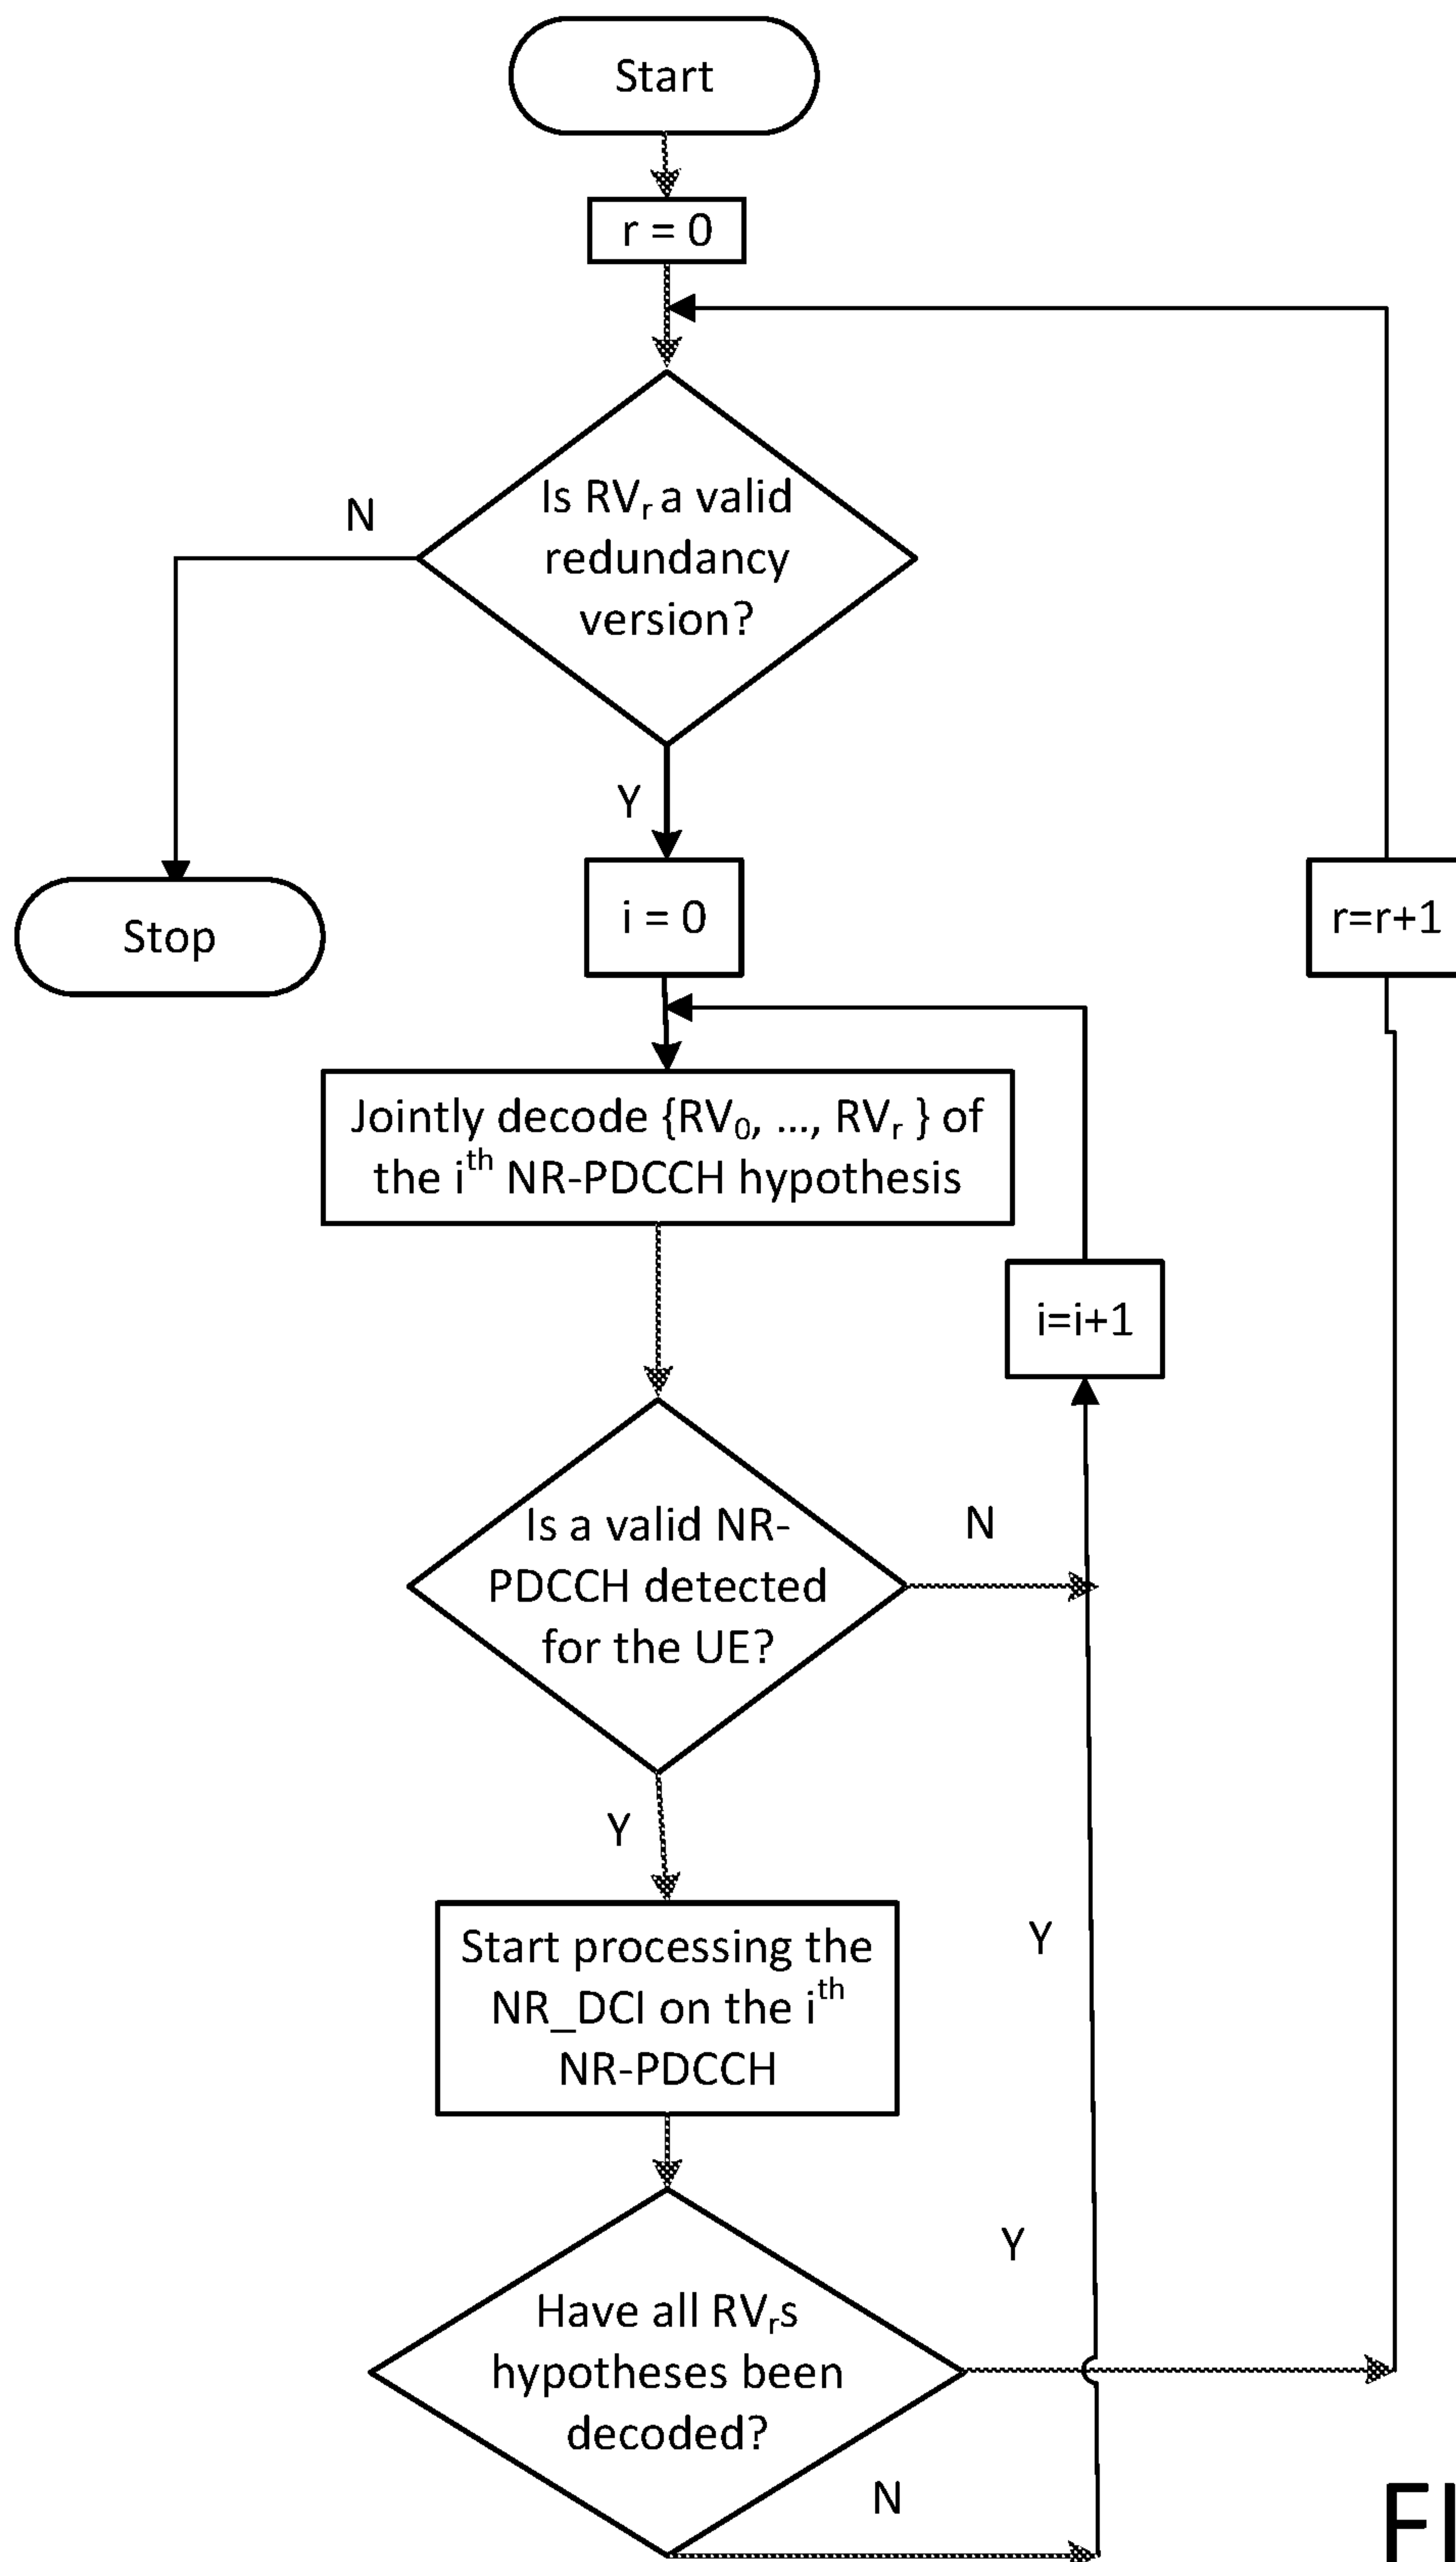 Start
r = 0
Is RVr a valid
redundancy
version?
N
Y
Stop
i = 0
r=r+1
Jointly decode {RV0, ..., RVr } of
the ith NR-PDCCH hypothesis
i=i+1
Is a valid NR-
PDCCH detected
for the UE?
N
Y
Start processing the
NR_DCI on the ith
NR-PDCCH
Y
Y
Have all RVrs
hypotheses been
decoded?
N